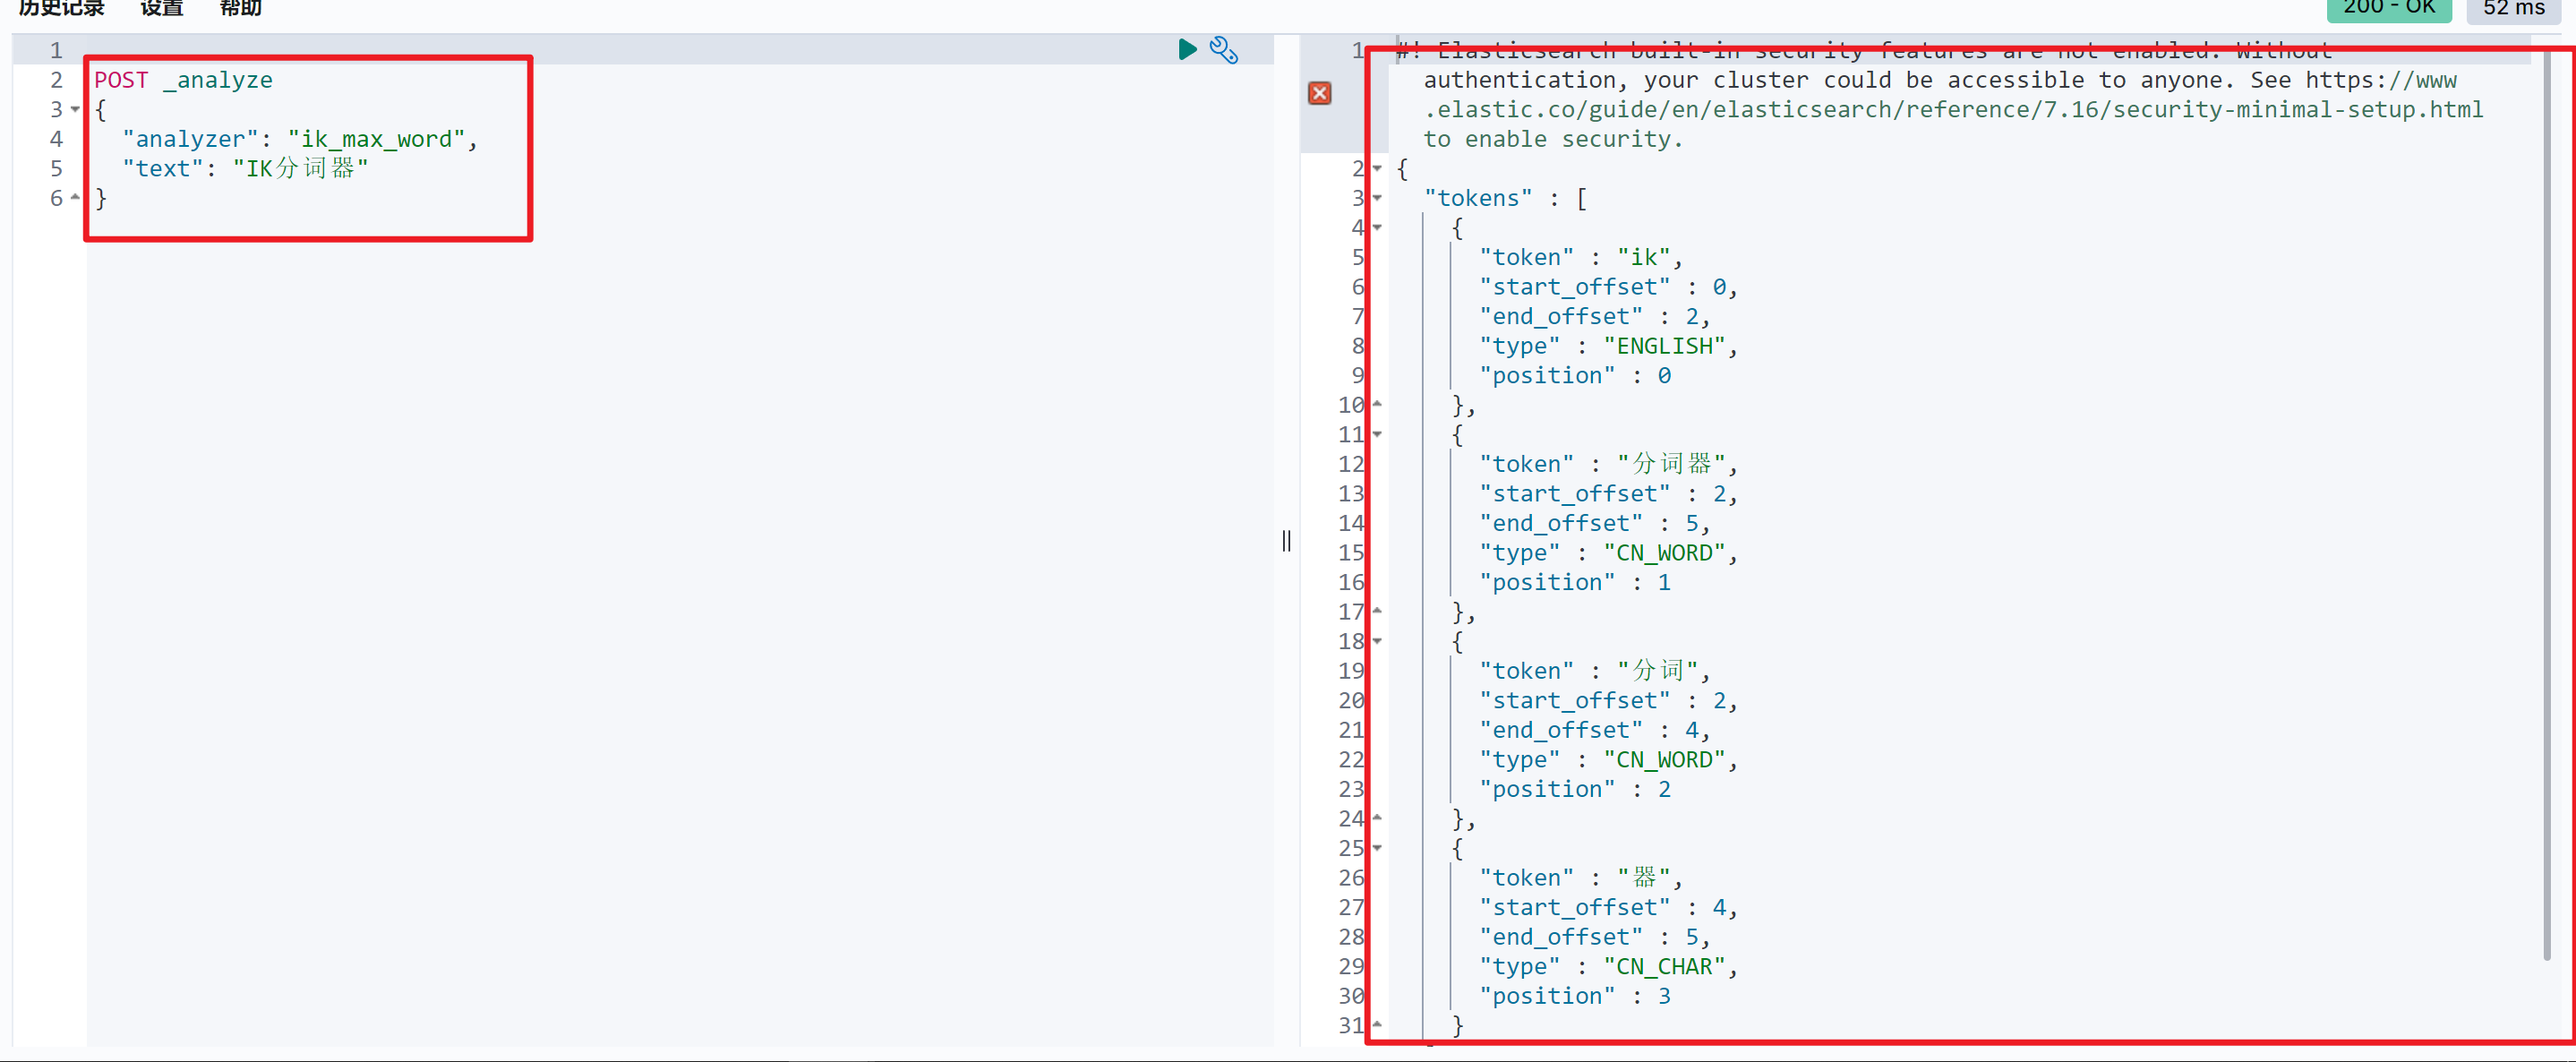 历史记录 设置 帮助
200 - OK 52 ms
1
2 POST _analyze
3 {
4 "analyzer": "ik_max_word",
5 "text": "IK分词器"
6 }
1 #! Elasticsearch built-in security features are not enabled. Without
authentication, your cluster could be accessible to anyone. See https://www
.elastic.co/guide/en/elasticsearch/reference/7.16/security-minimal-setup.html
to enable security.
2 {
3 "tokens" : [
4 {
5 "token" : "ik",
6 "start_offset" : 0,
7 "end_offset" : 2,
8 "type" : "ENGLISH",
9 "position" : 0
10 },
11 {
12 "token" : "分词器",
13 "start_offset" : 2,
14 "end_offset" : 5,
15 "type" : "CN_WORD",
16 "position" : 1
17 },
18 {
19 "token" : "分词",
20 "start_offset" : 2,
21 "end_offset" : 4,
22 "type" : "CN_WORD",
23 "position" : 2
24 },
25 {
26 "token" : "器",
27 "start_offset" : 4,
28 "end_offset" : 5,
29 "type" : "CN_CHAR",
30 "position" : 3
31 }